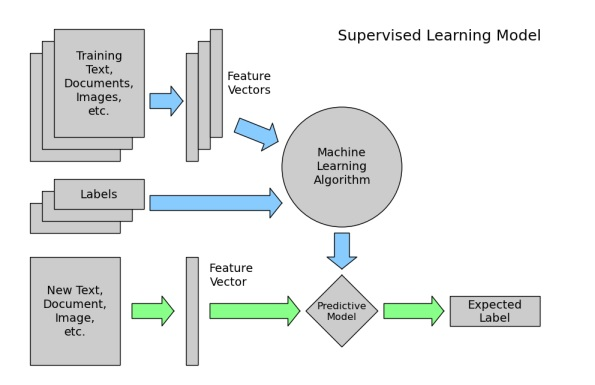 Supervised Learning Model
Training
Text,
Documents,
Images,
etc.
Feature
Vectors
Machine
Learning
Algorithm
Labels
New Text,
Document,
Image,
etc.
Feature
Vector
Predictive
Model
Expected
Label